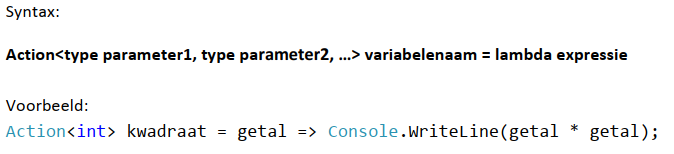 Syntax:
Action<type parameter1, type parameter2, …> variabelenaam = lambda expressie
Voorbeeld:
Action<int> kwadraat = getal => Console.WriteLine(getal * getal);